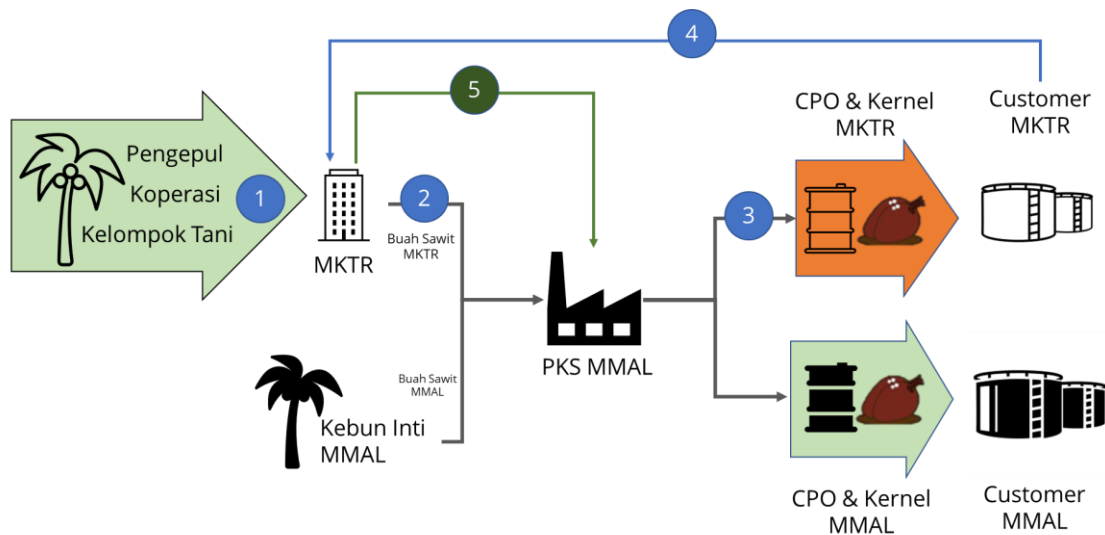 4
5
CPO & Kernel
MKTR
Customer
MKTR
Pengepul
Koperasi
Kelompok Tani
1
2
3
Buah Sawit
MKTR
MKTR
PKS MMAL
Buah Sawit
MMAL
Kebun Inti
MMAL
CPO & Kernel
MMAL
Customer
MMAL